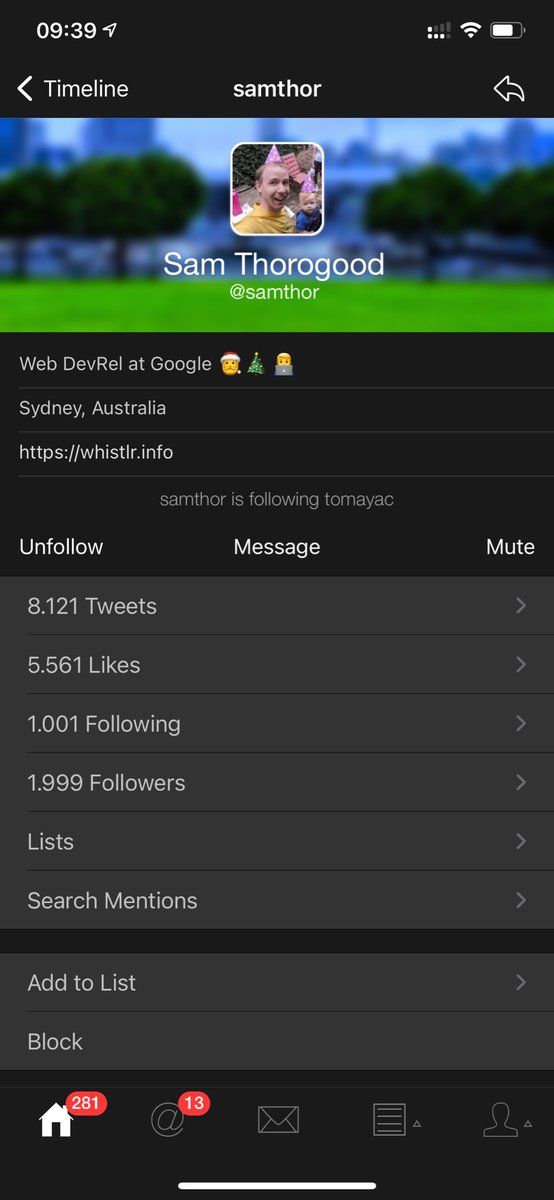 09:39
Timeline
samthor
Sam Thorogood
@samthor
Web DevRel at Google 🎅🎄👨‍💻
Sydney, Australia
https://whistlr.info
samthor is following tomayac
Unfollow Message Mute
8.121 Tweets
5.561 Likes
1.001 Following
1.999 Followers
Lists
Search Mentions
Add to List
Block
281 @ 13